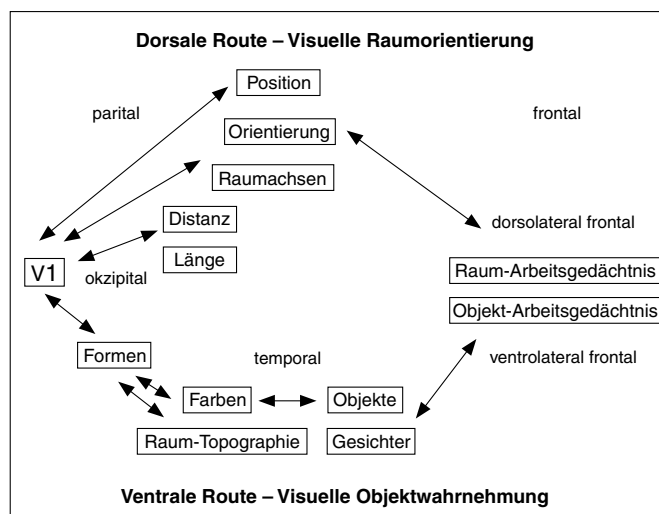 Dorsale Route – Visuelle Raumorientierung
Position
parital
frontal
Orientierung
Raumachsen
Distanz
dorsolateral frontal
Länge
V1
okzipital
Raum-Arbeitsgedächtnis
Objekt-Arbeitsgedächtnis
Formen
temporal
ventrolateral frontal
Farben
Objekte
Raum-Topographie
Gesichter
Ventrale Route – Visuelle Objektwahrnehmung